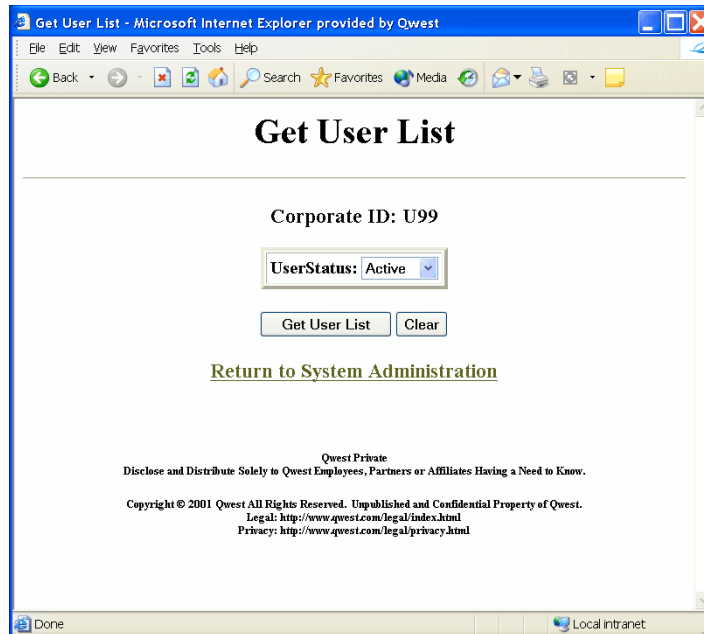 Get User List - Microsoft Internet Explorer provided by Qwest
File Edit View Favorites Tools Help
Back Search Favorites Media
Get User List
Corporate ID: U99
UserStatus: Active
Get User List Clear
Return to System Administration
Qwest Private
Disclose and Distribute Solely to Qwest Employees, Partners or Affiliates Having a Need to Know.
Copyright © 2001 Qwest All Rights Reserved. Unpublished and Confidential Property of Qwest.
Legal: http://www.qwest.com/legal/index.html
Privacy: http://www.qwest.com/legal/privacy.html
Done Local intranet